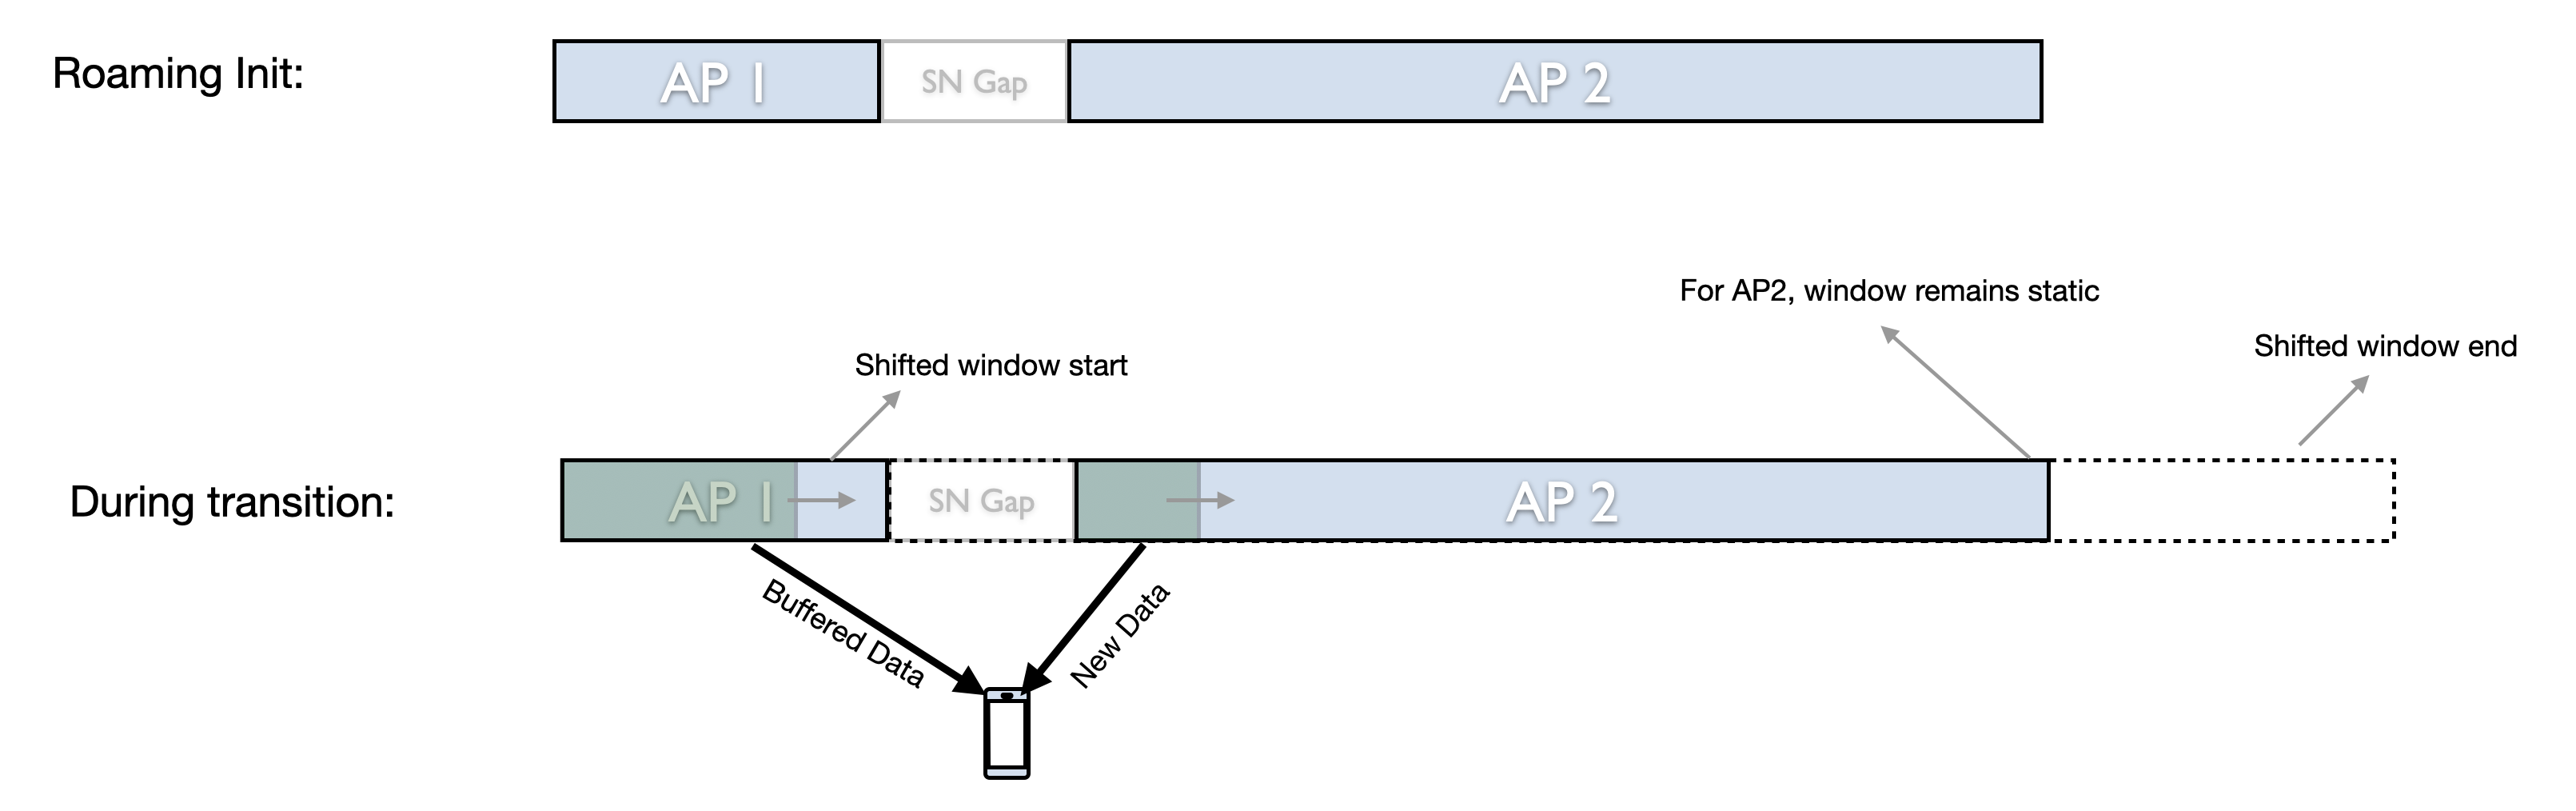 Roaming Init:
AP 1
SN Gap
AP 2
For AP2, window remains static
Shifted window end
Shifted window start
During transition:
AP 1
SN Gap
AP 2
Buffered Data
New Data